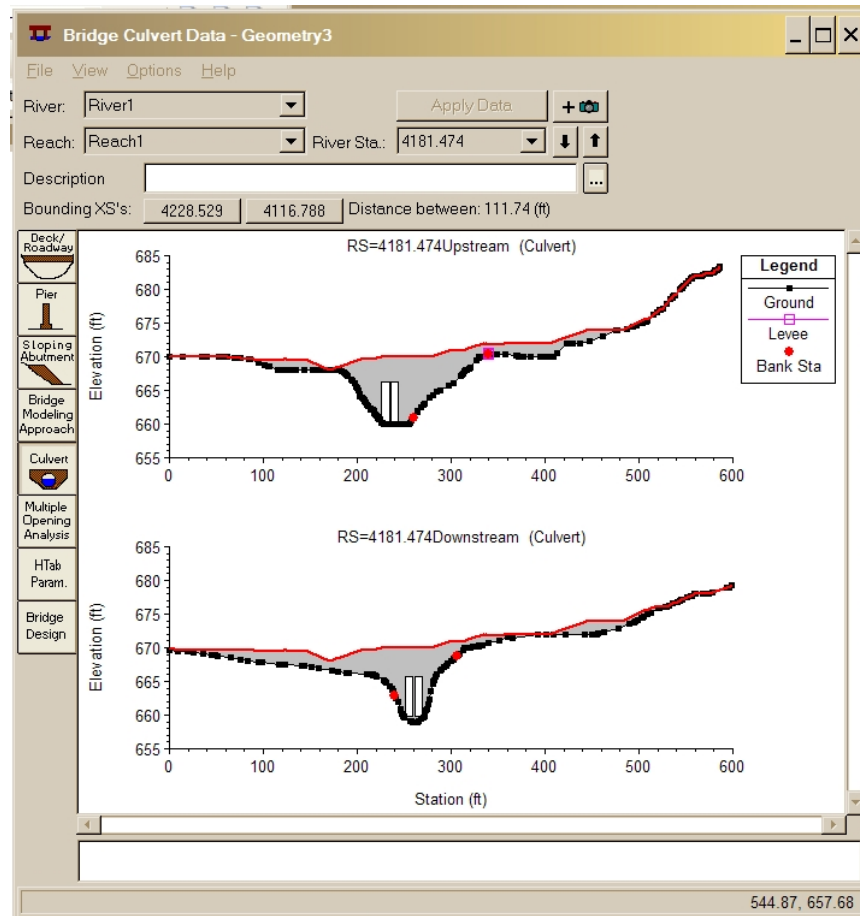 Bridge Culvert Data - Geometry3
File View Options Help
River: River1 Apply Data +
Reach: Reach1 River Sta.: 4181.474
Description ...
Bounding XS's: 4228.529 4116.788 Distance between: 111.74 (ft)
Deck/
Roadway
Pier
Sloping
Abutment
Bridge
Modeling
Approach
Culvert
Multiple
Opening
Analysis
HTab
Param.
Bridge
Design
RS=4181.474Upstream (Culvert)
Elevation (ft)
685
680
675
670
665
660
655
0 100 200 300 400 500 600
Legend
Ground
Levee
Bank Sta
RS=4181.474Downstream (Culvert)
Elevation (ft)
685
680
675
670
665
660
655
0 100 200 300 400 500 600
Station (ft)
544.87, 657.68